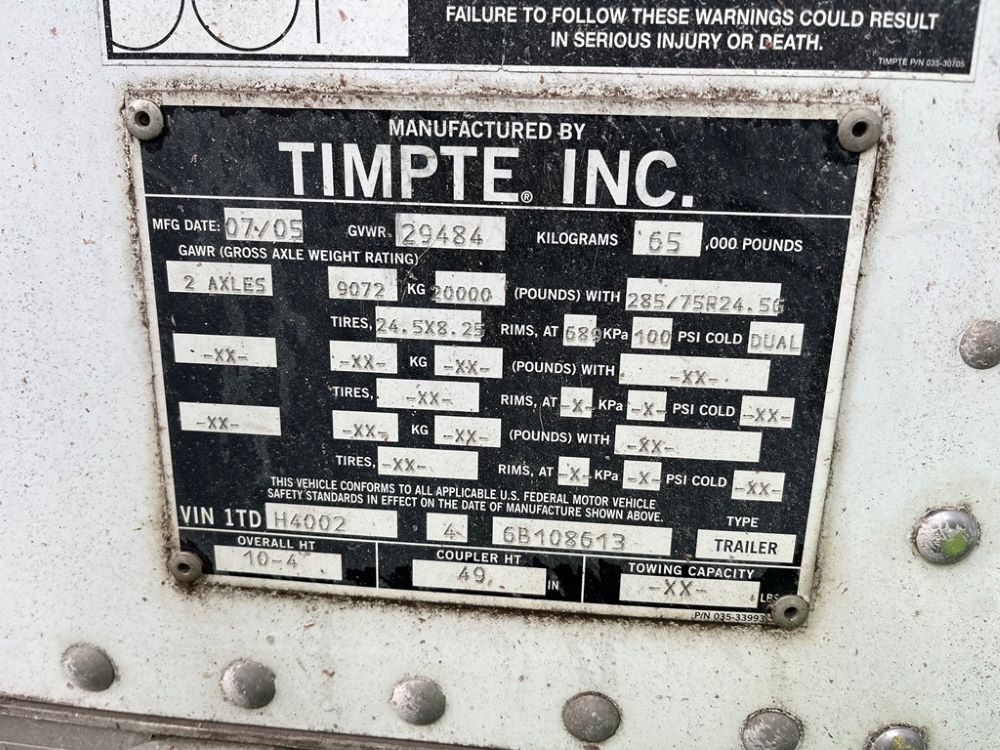 FAILURE TO FOLLOW THESE WARNINGS COULD RESULT
IN SERIOUS INJURY OR DEATH.
TIMPTE P/N 035-30705
MANUFACTURED BY
TIMPTE® INC.
MFG DATE: 07/05 GVWR 29484 KILOGRAMS 65 ,000 POUNDS
GAWR (GROSS AXLE WEIGHT RATING)
2 AXLES 9072 KG 20000 (POUNDS) WITH 285/75R24.5G
TIRES, 24.5X8.25 RIMS, AT 689 KPa 100 PSI COLD DUAL
-XX- -XX- KG -XX- (POUNDS) WITH -XX-
TIRES, -XX- RIMS, AT -X- KPa -X- PSI COLD -XX-
-XX- -XX- KG -XX- (POUNDS) WITH -XX-
TIRES, -XX- RIMS, AT -X- KPa -X- PSI COLD -XX-
THIS VEHICLE CONFORMS TO ALL APPLICABLE U.S. FEDERAL MOTOR VEHICLE
SAFETY STANDARDS IN EFFECT ON THE DATE OF MANUFACTURE SHOWN ABOVE.
VIN 1TD H4002 4 6B108613 TYPE TRAILER
OVERALL HT 10-4 COUPLER HT 49 IN TOWING CAPACITY -XX- LBS
P/N 035-33993